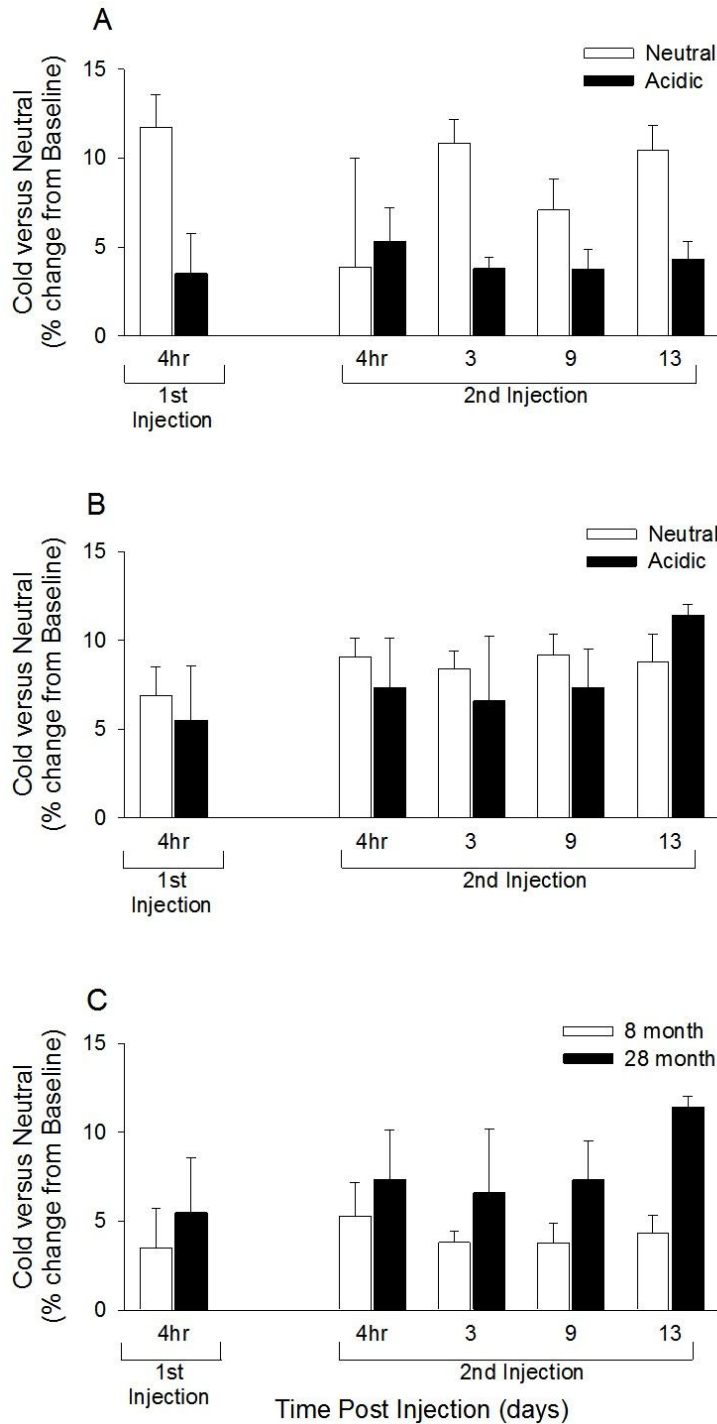 A
Neutral
Acidic
Cold versus Neutral
(% change from Baseline)
15
10
5
0
4hr
4hr
3
9
13
1st
Injection
2nd Injection
B
Neutral
Acidic
Cold versus Neutral
(% change from Baseline)
15
10
5
0
4hr
4hr
3
9
13
1st
Injection
2nd Injection
C
8 month
28 month
Cold versus Neutral
(% change from Baseline)
15
10
5
0
4hr
4hr
3
9
13
1st
Injection
2nd Injection
Time Post Injection (days)